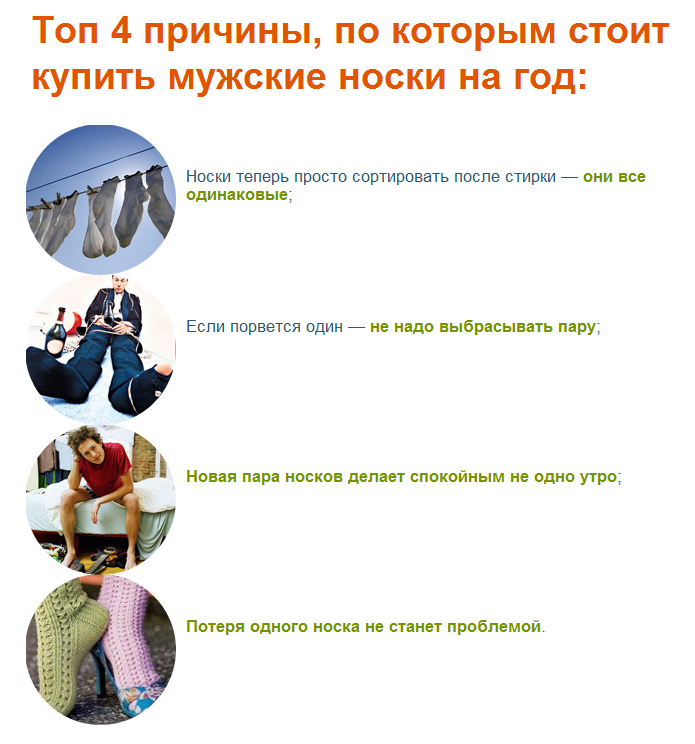 Топ 4 причины, по которым стоит
купить мужские носки на год:
Носки теперь просто сортировать после стирки — они все
одинаковые;
Если порвется один — не надо выбрасывать пару;
Новая пара носков делает спокойным не одно утро;
Потеря одного носка не станет проблемой.